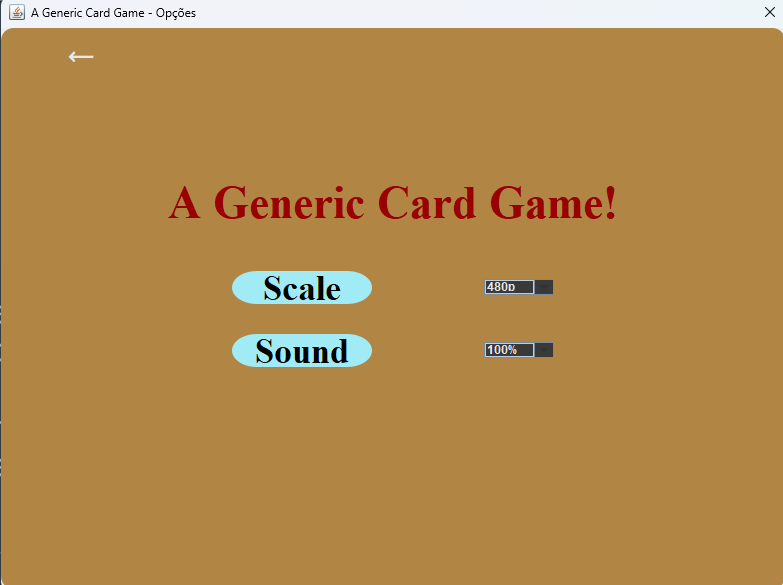 A Generic Card Game - Opções
←
A Generic Card Game!
Scale
480p
Sound
100%